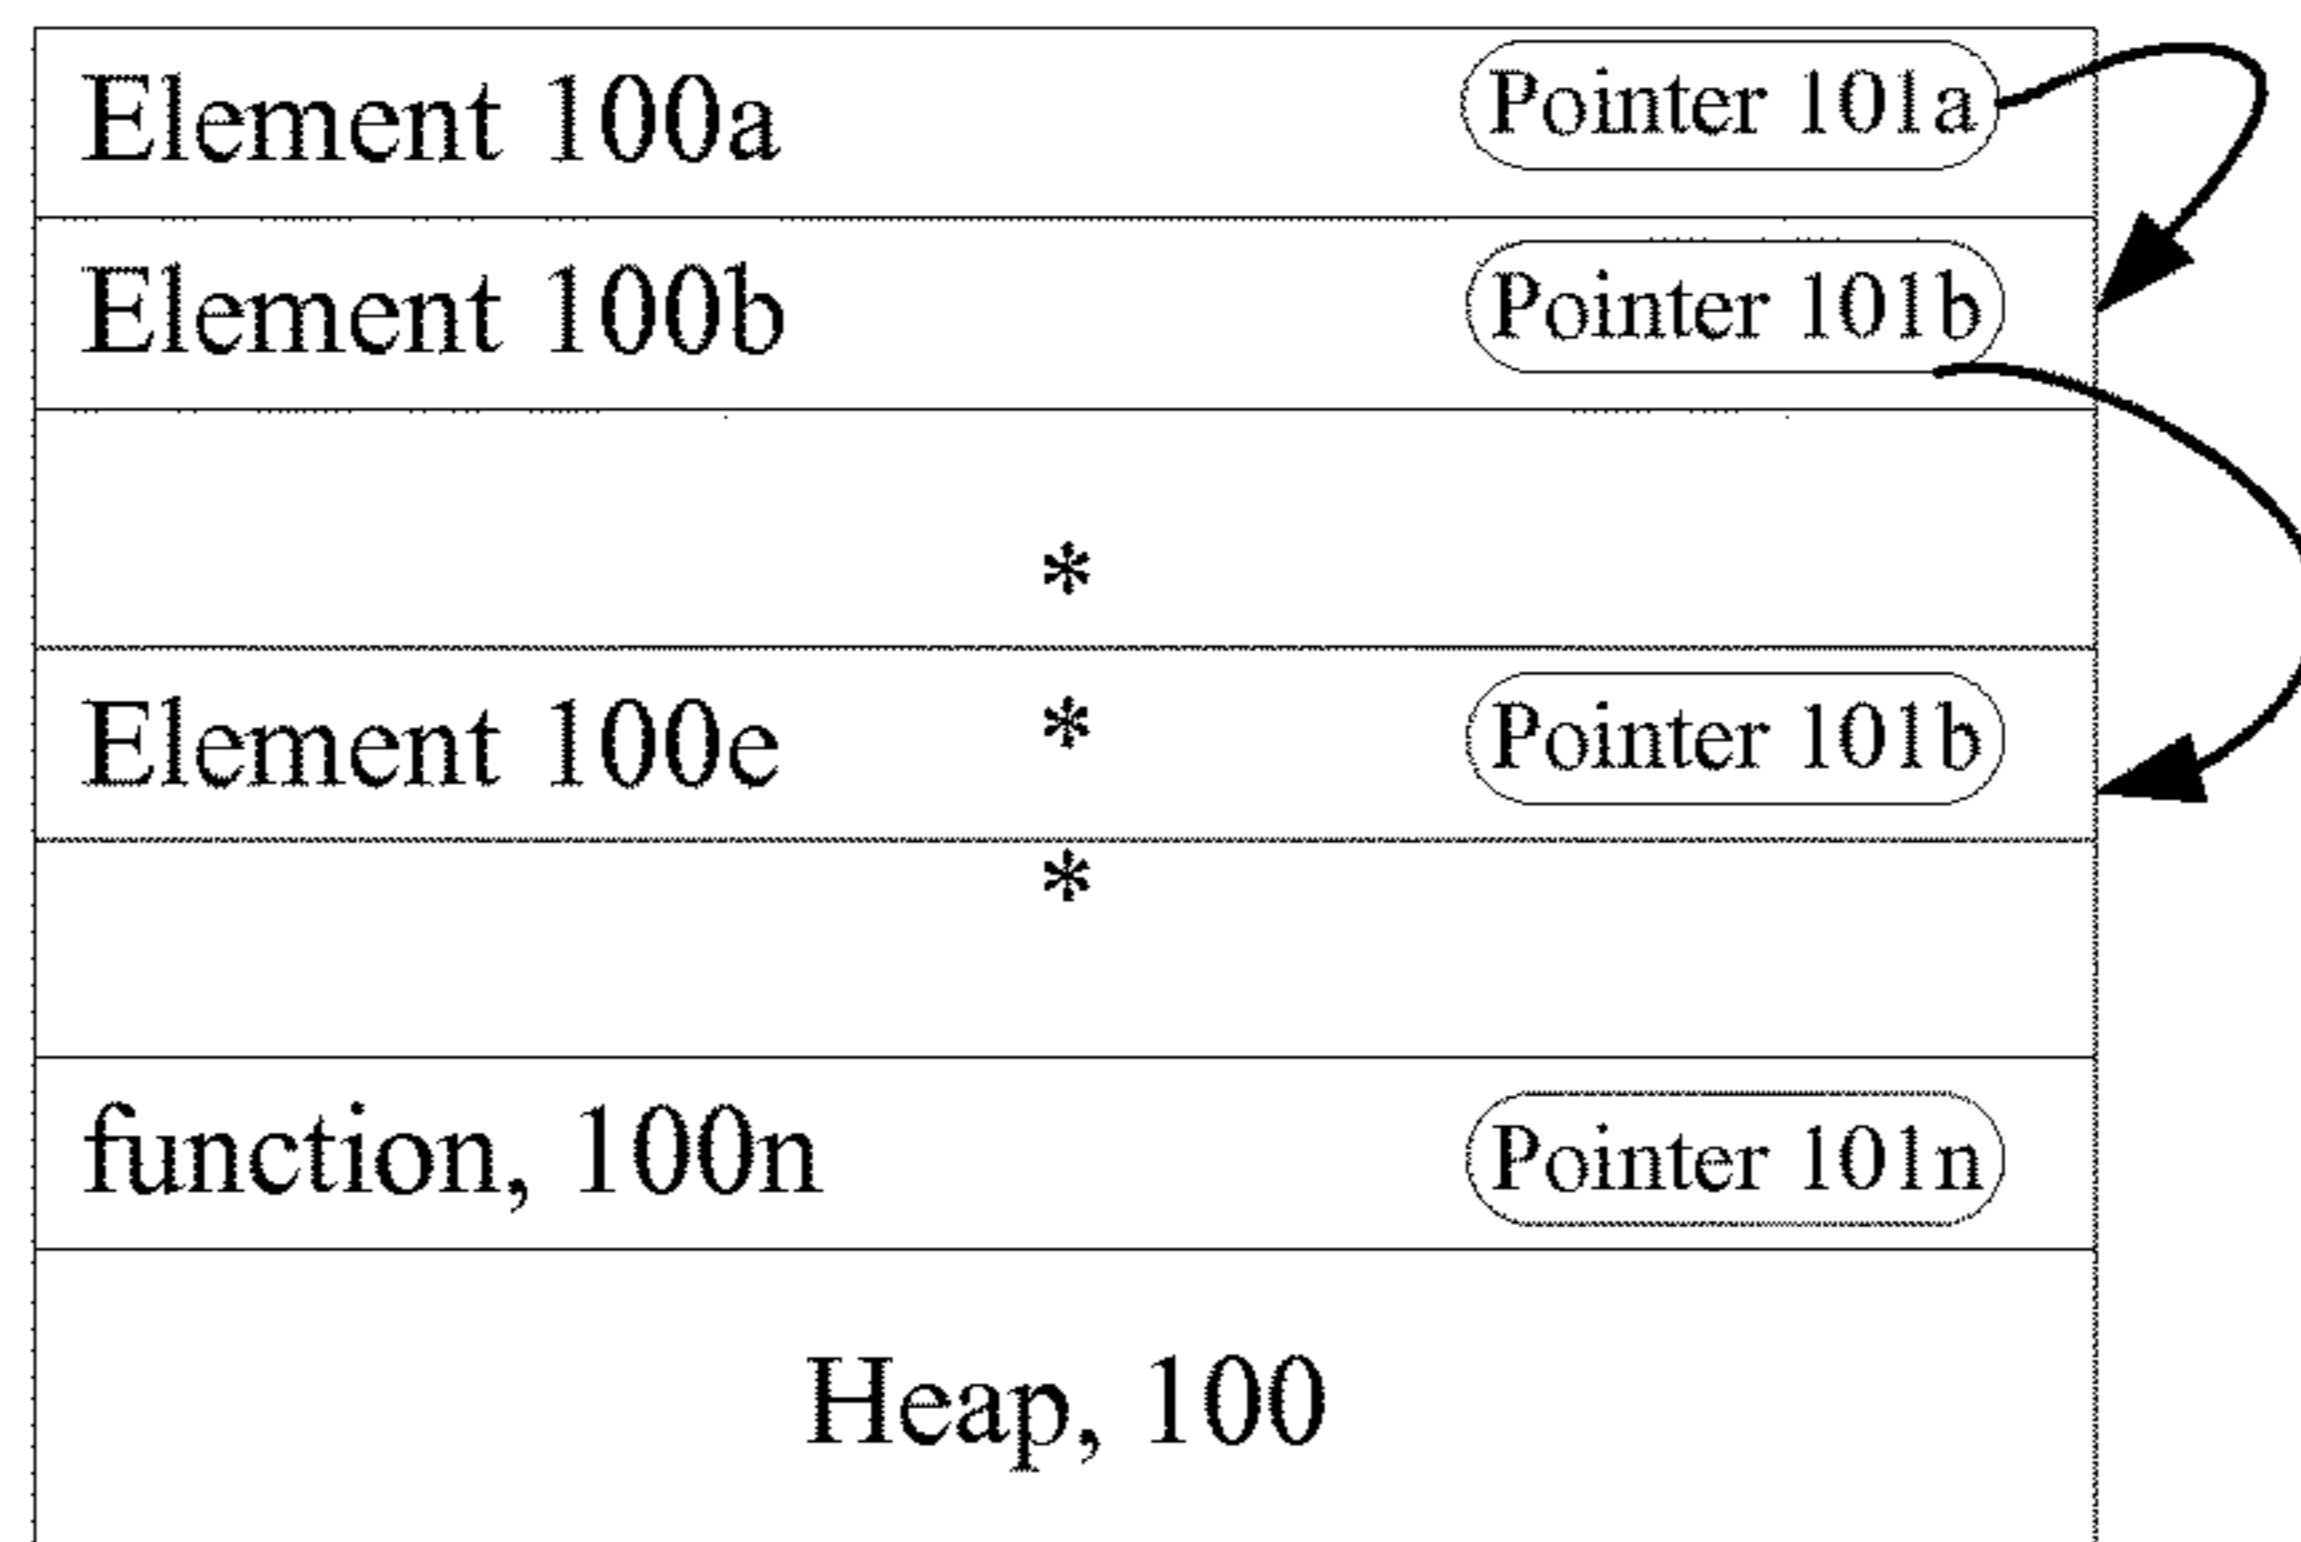 Element 100a Pointer 101a
Element 100b Pointer 101b
*
Element 100e * Pointer 101b
*
function, 100n Pointer 101n
Heap, 100